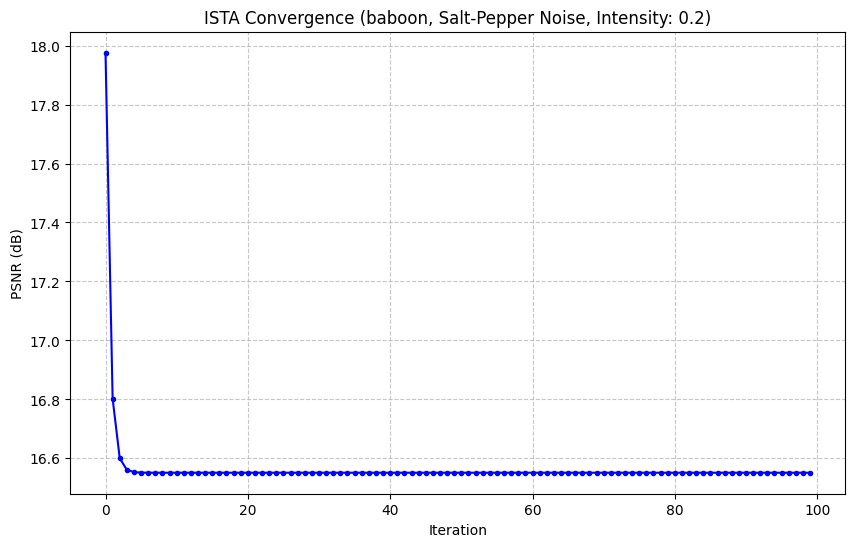 ISTA Convergence (baboon, Salt-Pepper Noise, Intensity: 0.2)
PSNR (dB)
18.0
17.8
17.6
17.4
17.2
17.0
16.8
16.6
0 20 40 60 80 100
Iteration